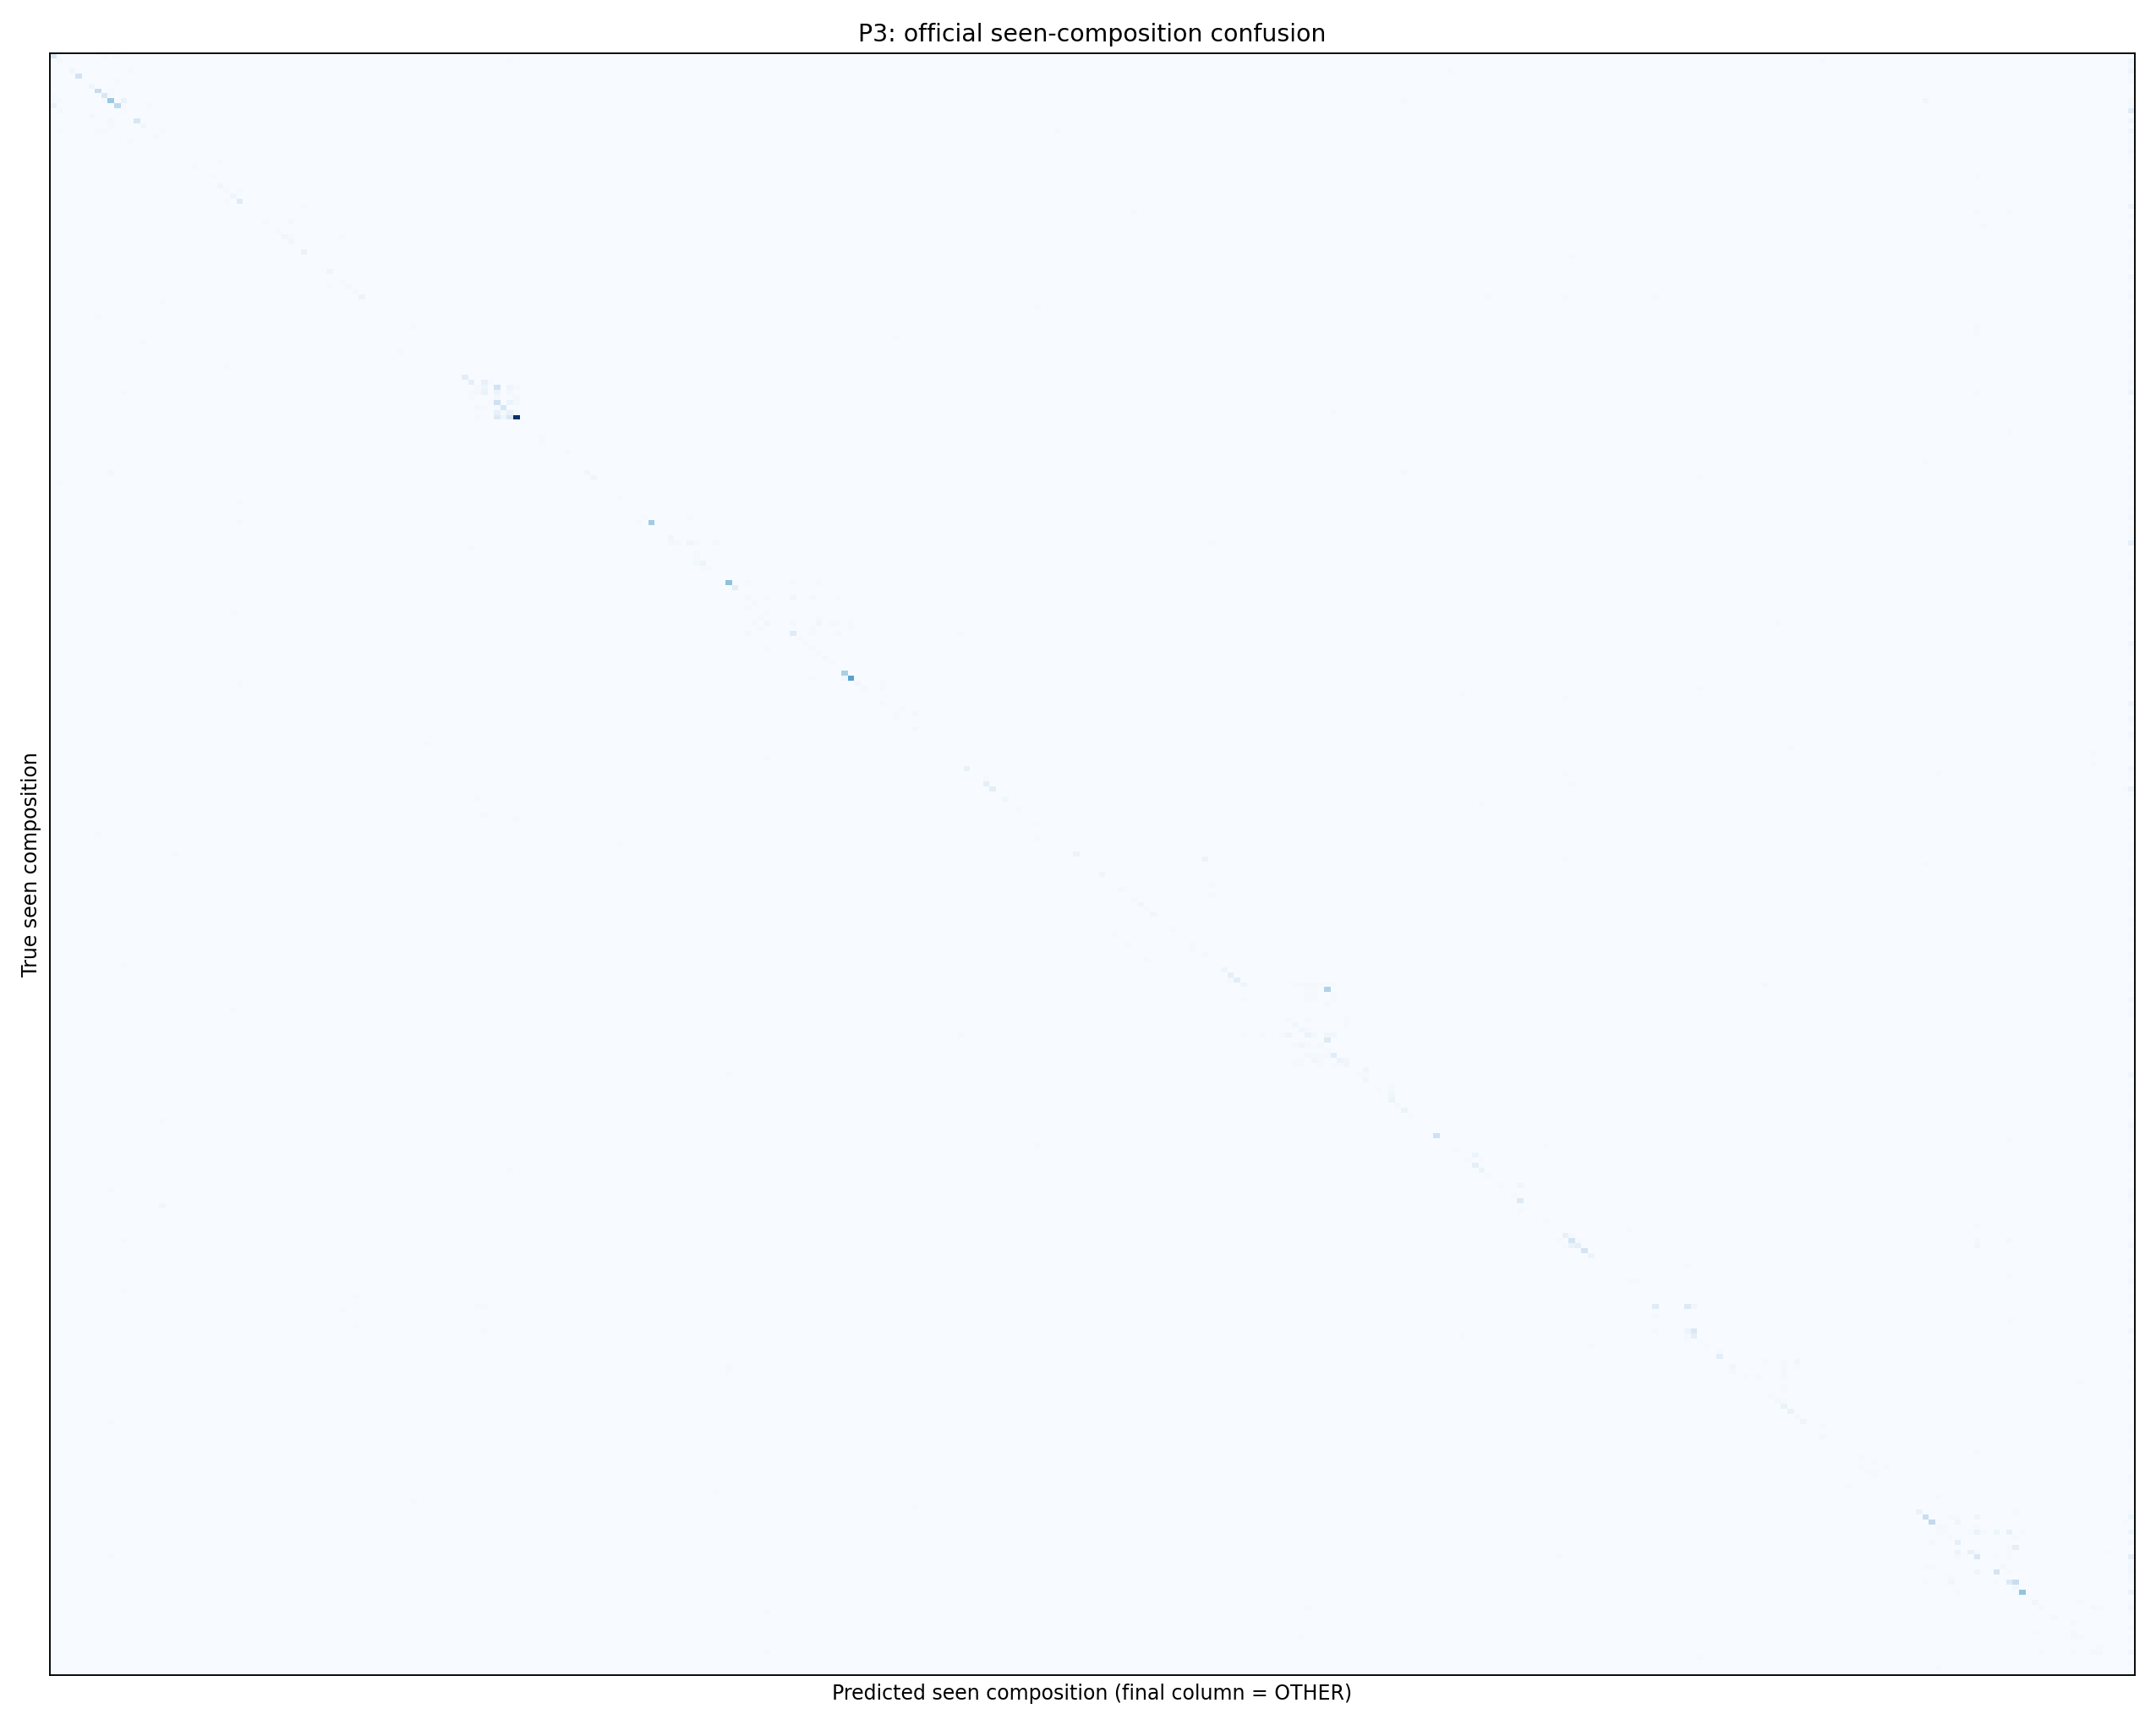 P3: official seen-composition confusion
True seen composition
Predicted seen composition (final column = OTHER)